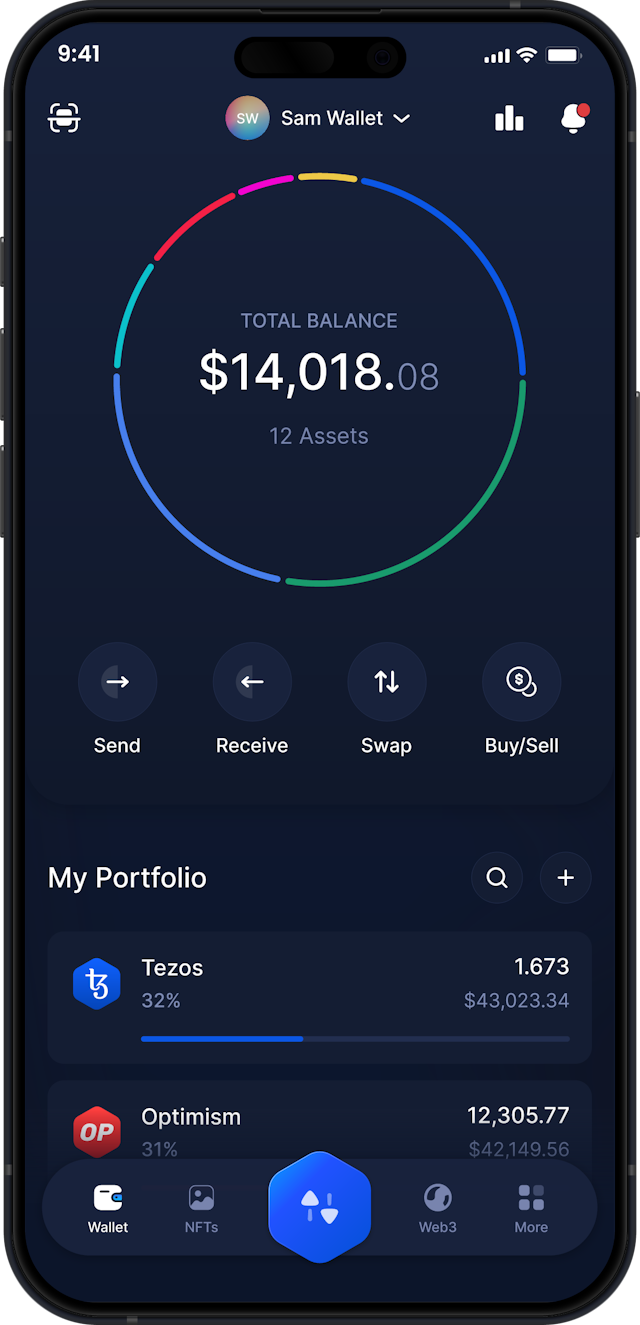 9:41
SW Sam Wallet
TOTAL BALANCE
$14,018.08
12 Assets
Send Receive Swap Buy/Sell
My Portfolio
Tezos 1.673
32% $43,023.34
OP Optimism 12,305.77
31% $42,149.56
Wallet NFTs Web3 More